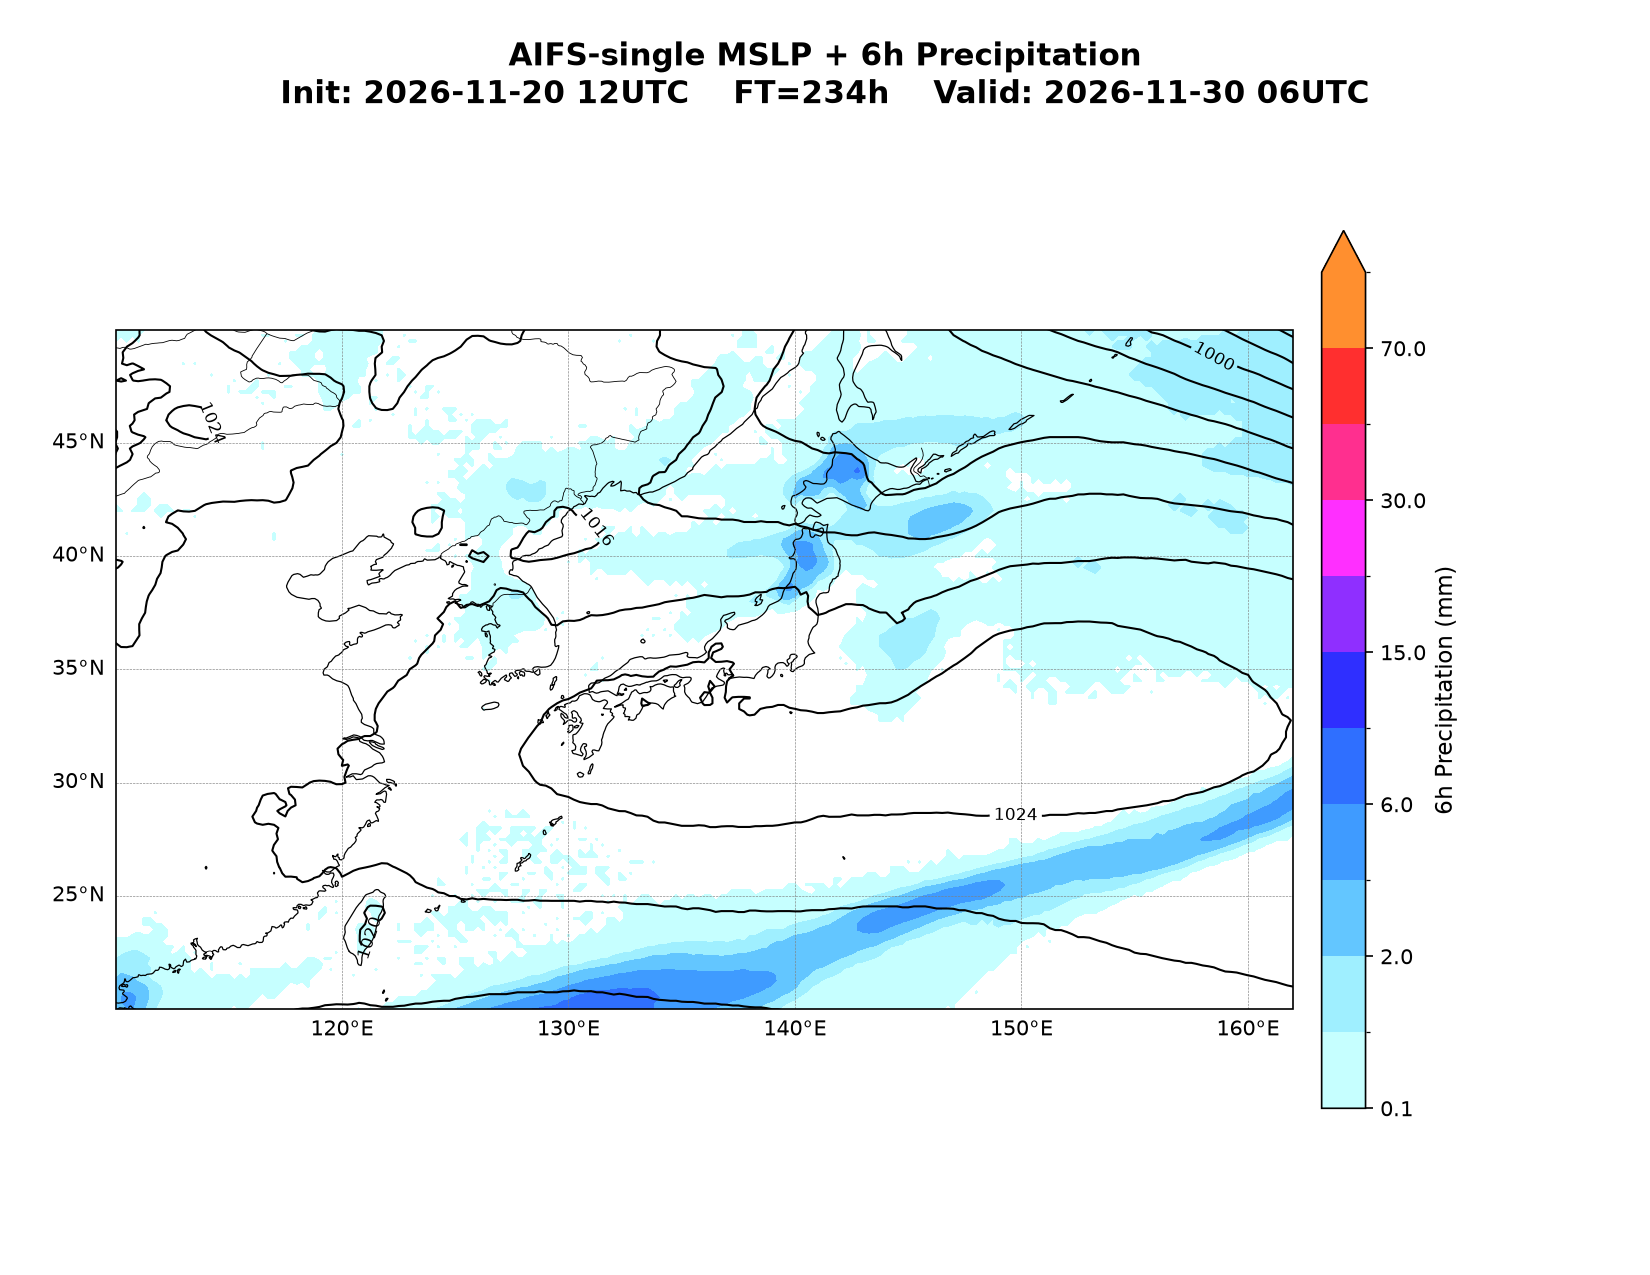 AIFS-single MSLP + 6h Precipitation
Init: 2026-11-20 12UTC    FT=234h    Valid: 2026-11-30 06UTC
1000
1024
45°N
1016
40°N
35°N
30°N
1024
25°N
1020
120°E
130°E
140°E
150°E
160°E
70.0
30.0
15.0
6.0
2.0
0.1
6h Precipitation (mm)